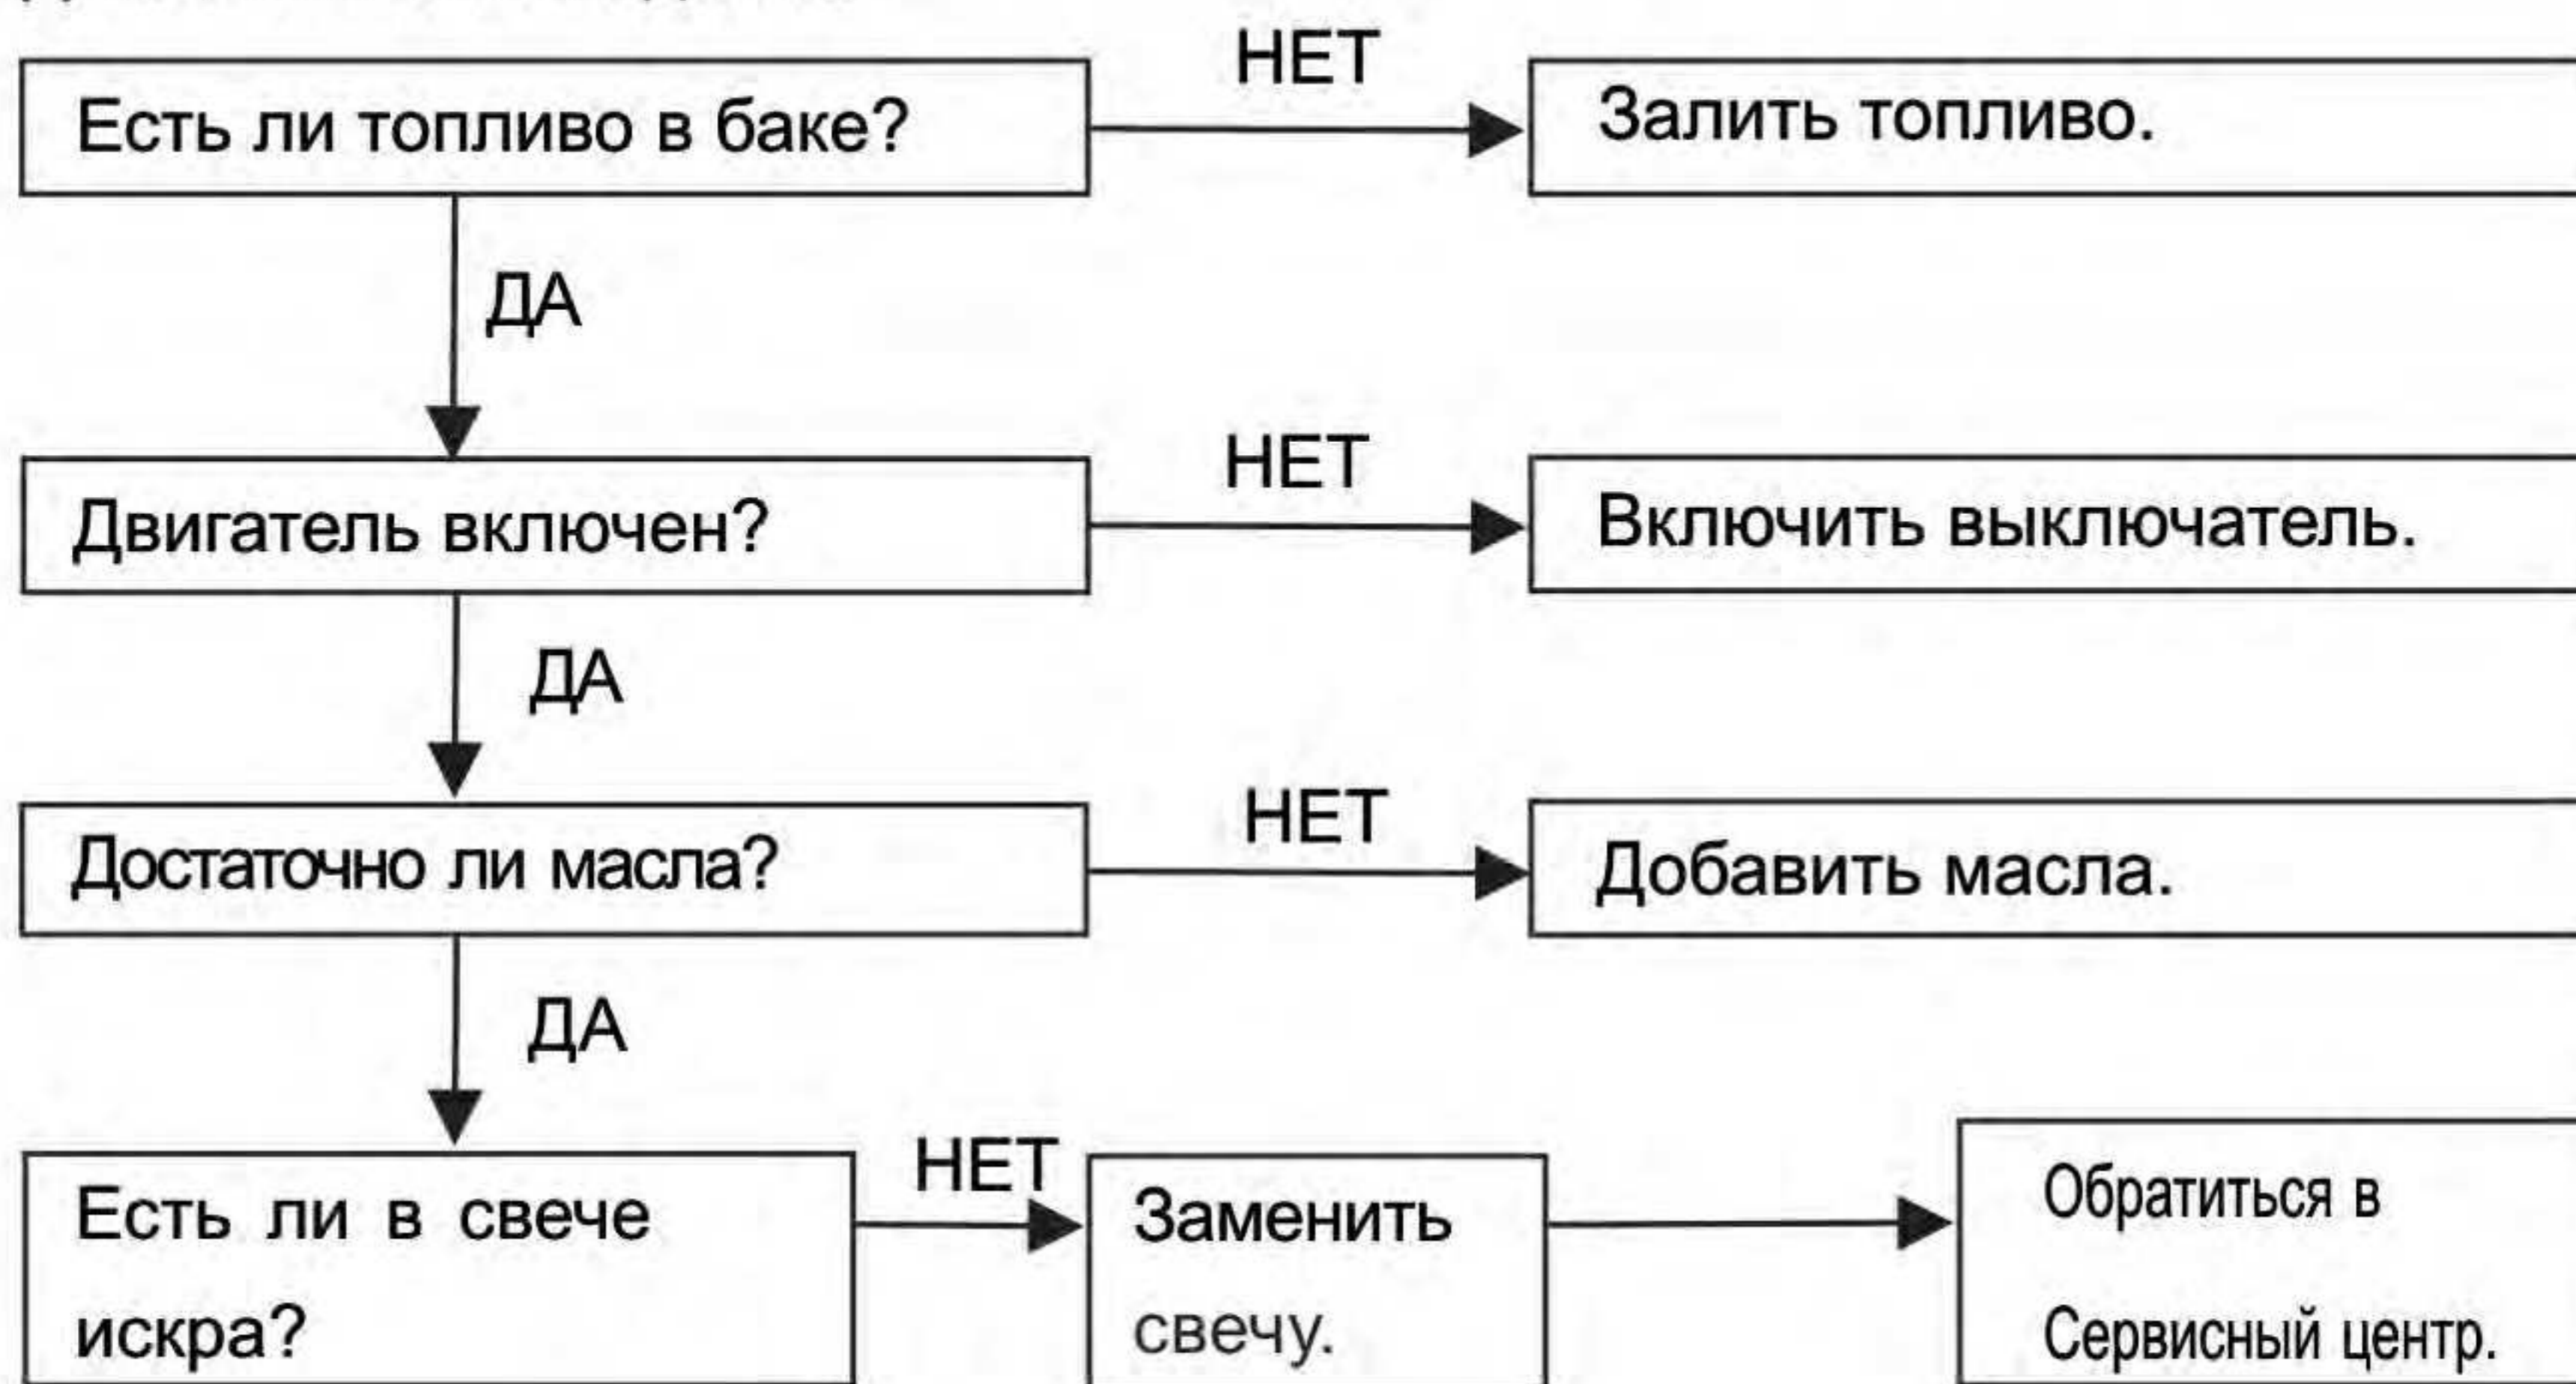 НЕТ
Есть ли топливо в баке?
Залить топливо.
ДА
НЕТ
Двигатель включен?
Включить выключатель.
ДА
НЕТ
Достаточно ли масла?
Добавить масла.
ДА
НЕТ
Есть ли в свече
искра?
Заменить
свечу.
Обратиться в
Сервисный центр.